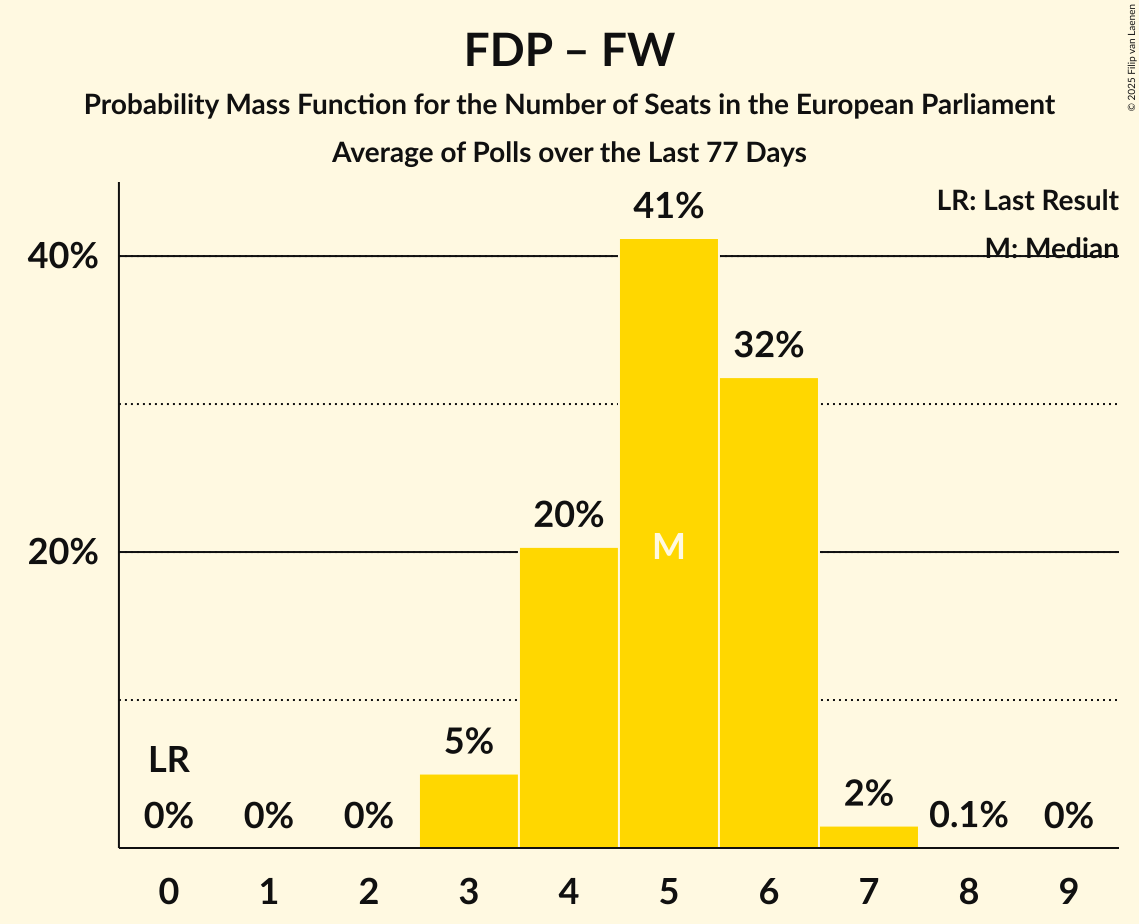 FDP – FW
Probability Mass Function for the Number of Seats in the European Parliament
Average of Polls over the Last 77 Days
© 2025 Filip van Laenen
LR: Last Result
M: Median
41%
40%
32%
20%
M
20%
5%
LR
2%
0% 0% 0% 0.1% 0%
0 1 2 3 4 5 6 7 8 9